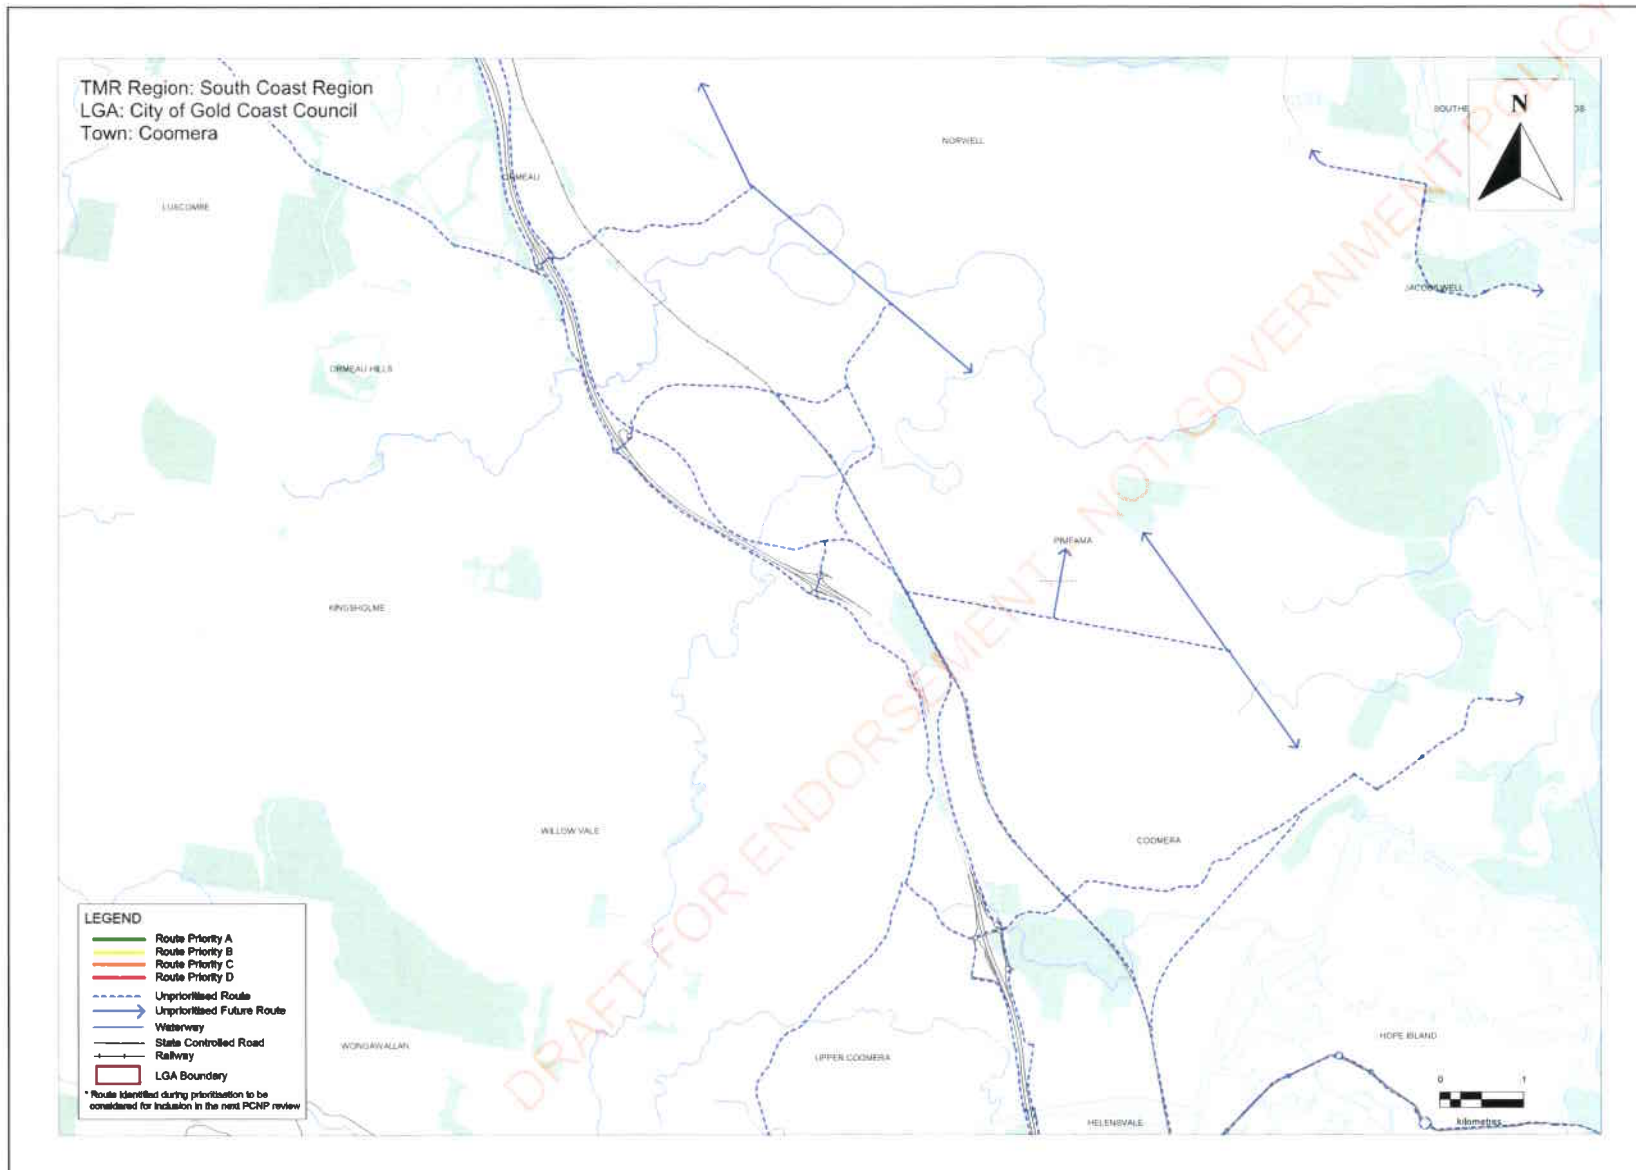 TMR Region: South Coast Region
LGA: City of Gold Coast Council
Town: Coomera
N
NORWELL
ORMEAU
LUSCOMBE
JACOBS WELL
ORMEAU HILLS
PIMPAMA
KINGSHOLME
WILLOW VALE
COOMERA
WONGAWALLAN
UPPER COOMERA
HOPE ISLAND
HELENSVALE
DRAFT FOR ENDORSEMENT - NOT GOVERNMENT POLICY
LEGEND
Route Priority A
Route Priority B
Route Priority C
Route Priority D
Unprioritised Route
Unprioritised Future Route
Waterway
State Controlled Road
Railway
LGA Boundary
* Route identified during prioritisation to be
considered for inclusion in the next PCNP review
0 1
kilometres